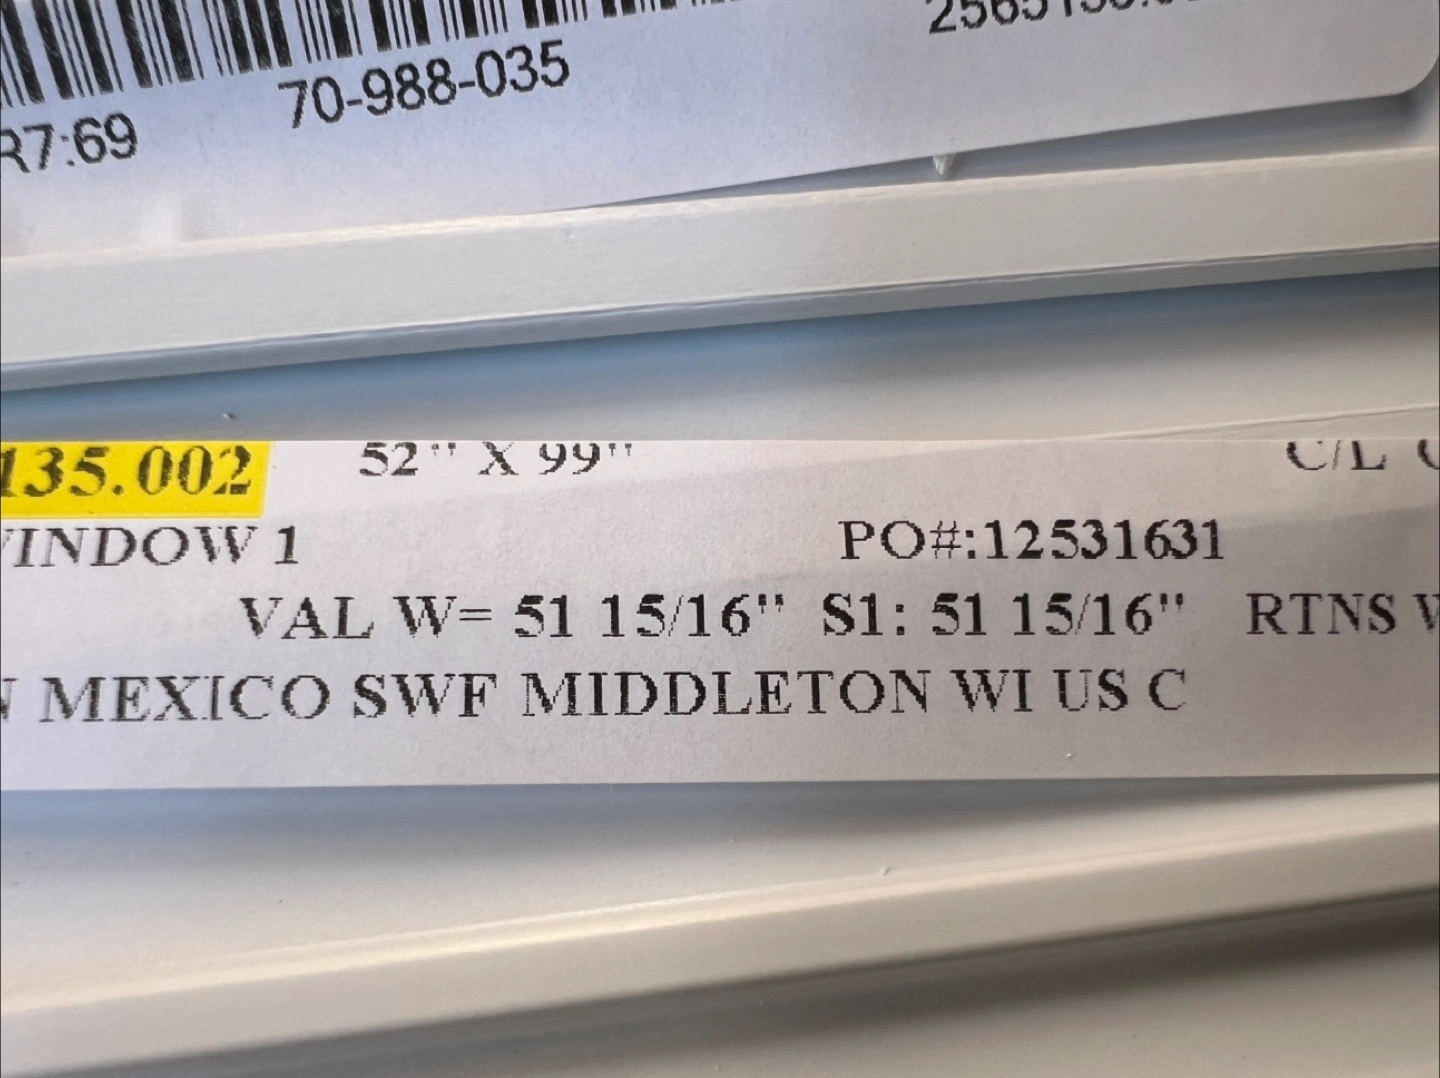 70-988-035
R7:69
135.002 52" X 99" C/L
WINDOW 1 PO#:12531631
VAL W= 51 15/16" S1: 51 15/16" RTNS
MEXICO SWF MIDDLETON WI US C